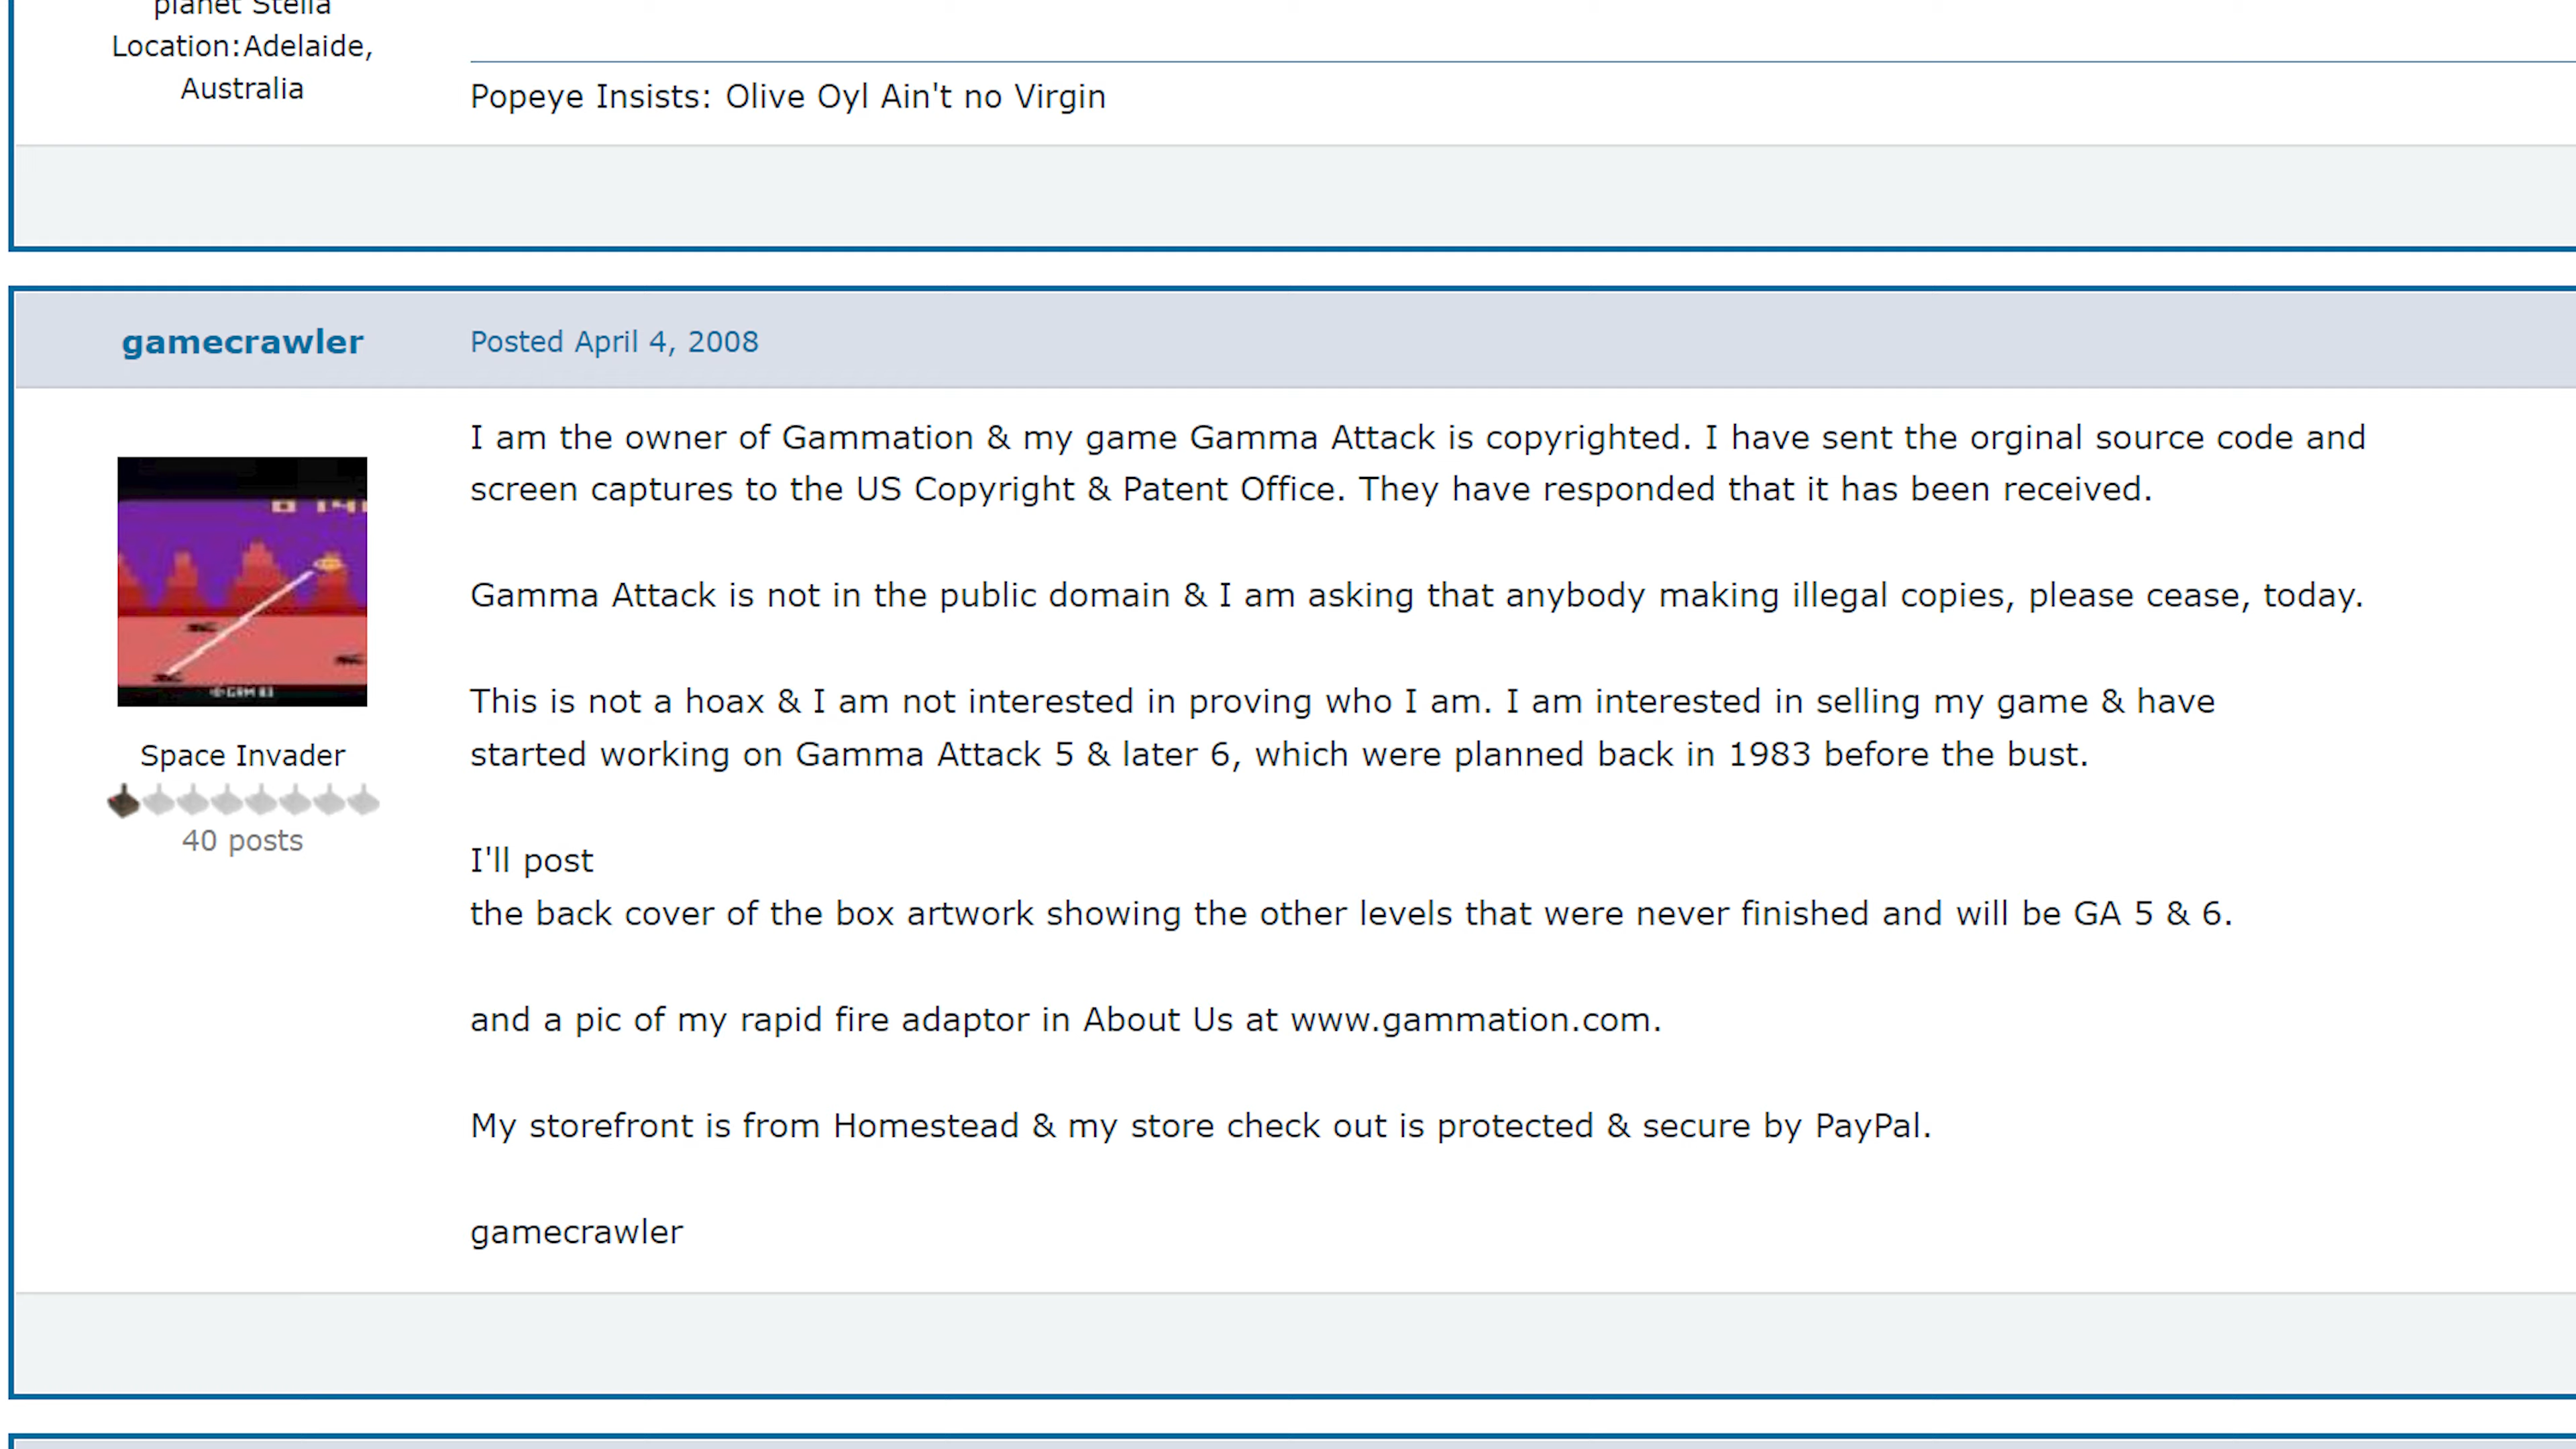 planet Stella
Location:Adelaide,
Australia
Popeye Insists: Olive Oyl Ain't no Virgin
gamecrawler
Posted April 4, 2008
Space Invader
40 posts
I am the owner of Gammation & my game Gamma Attack is copyrighted. I have sent the orginal source code and
screen captures to the US Copyright & Patent Office. They have responded that it has been received.
Gamma Attack is not in the public domain & I am asking that anybody making illegal copies, please cease, today.
This is not a hoax & I am not interested in proving who I am. I am interested in selling my game & have
started working on Gamma Attack 5 & later 6, which were planned back in 1983 before the bust.
I'll post
the back cover of the box artwork showing the other levels that were never finished and will be GA 5 & 6.
and a pic of my rapid fire adaptor in About Us at www.gammation.com.
My storefront is from Homestead & my store check out is protected & secure by PayPal.
gamecrawler